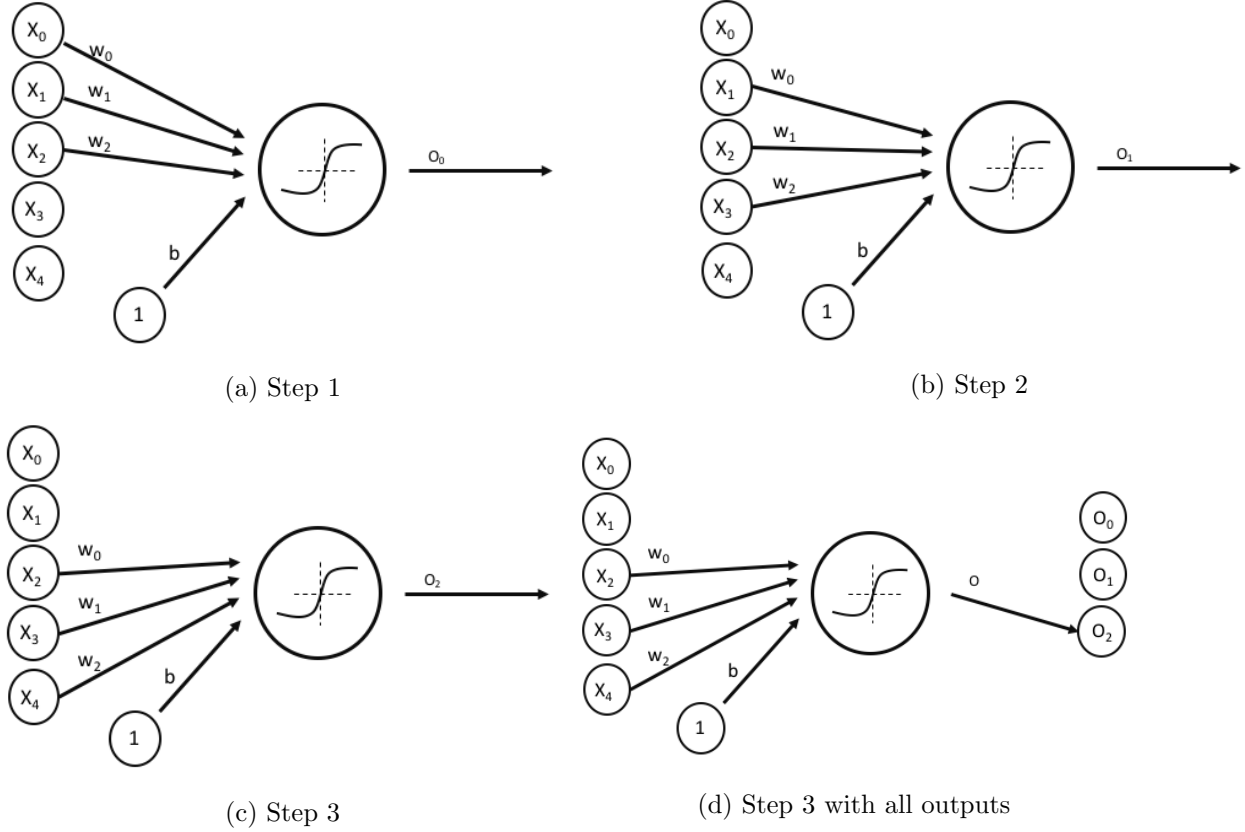 X₀
w₀
X₁
w₁
X₂
w₂
X₃
X₄
b
1
O₀
(a) Step 1
X₀
X₁
w₀
X₂
w₁
X₃
w₂
X₄
b
1
O₁
(b) Step 2
X₀
X₁
X₂
w₀
X₃
w₁
X₄
w₂
b
1
O₂
(c) Step 3
X₀
X₁
X₂
w₀
X₃
w₁
X₄
w₂
b
1
O
O₀
O₁
O₂
(d) Step 3 with all outputs